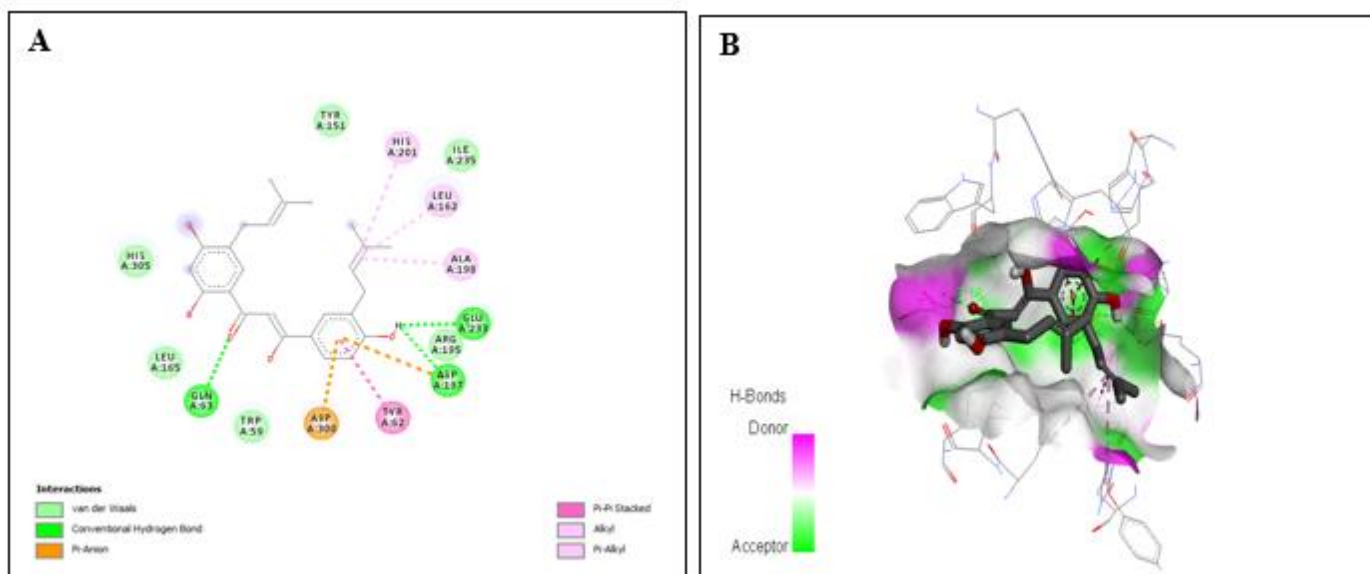 A
TYR
A:151
HIS
A:201
ILE
A:235
LEU
A:162
HIS
A:305
ALA
A:198
GLU
A:233
ARG
A:195
LEU
A:165
ASP
A:197
GLN
A:63
TRP
A:59
ASP
A:300
TYR
A:62
H
Interactions
van der Waals
Conventional Hydrogen Bond
Pi-Anion
Pi-Pi Stacked
Alkyl
Pi-Alkyl
B
H-Bonds
Donor
Acceptor